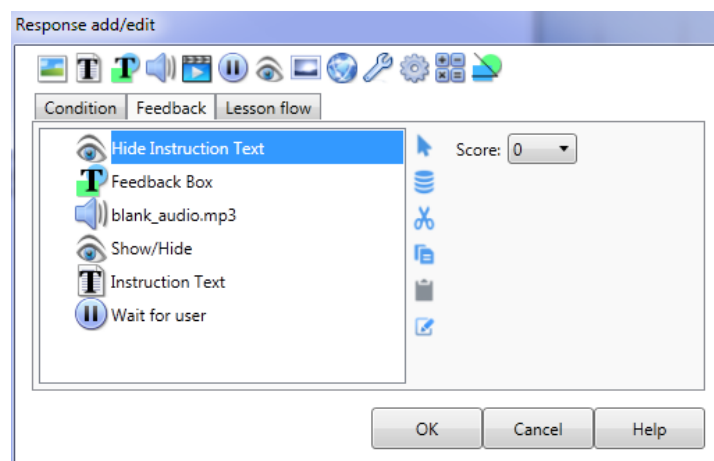 Response add/edit
Condition Feedback Lesson flow
Hide Instruction Text
Score: 0
Feedback Box
blank_audio.mp3
Show/Hide
Instruction Text
Wait for user
OK Cancel Help